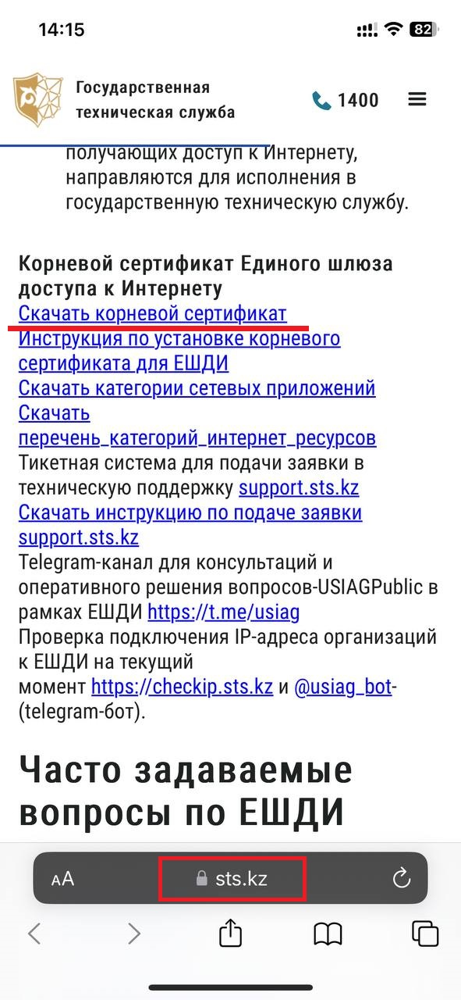 14:15
82
Государственная
техническая служба
1400
получающих доступ к Интернету,
направляются для исполнения в
государственную техническую службу.
Корневой сертификат Единого шлюза
доступа к Интернету
Скачать корневой сертификат
Инструкция по установке корневого
сертификата для ЕШДИ
Скачать категории сетевых приложений
Скачать
перечень_категорий_интернет_ресурсов
Тикетная система для подачи заявки в
техническую поддержку support.sts.kz
Скачать инструкцию по подаче заявки
support.sts.kz
Telegram-канал для консультаций и
оперативного решения вопросов-USIAGPublic в
рамках ЕШДИ https://t.me/usiag
Проверка подключения IP-адреса организаций
к ЕШДИ на текущий
момент https://checkip.sts.kz и @usiag_bot-
(telegram-бот).
Часто задаваемые
вопросы по ЕШДИ
AA
sts.kz